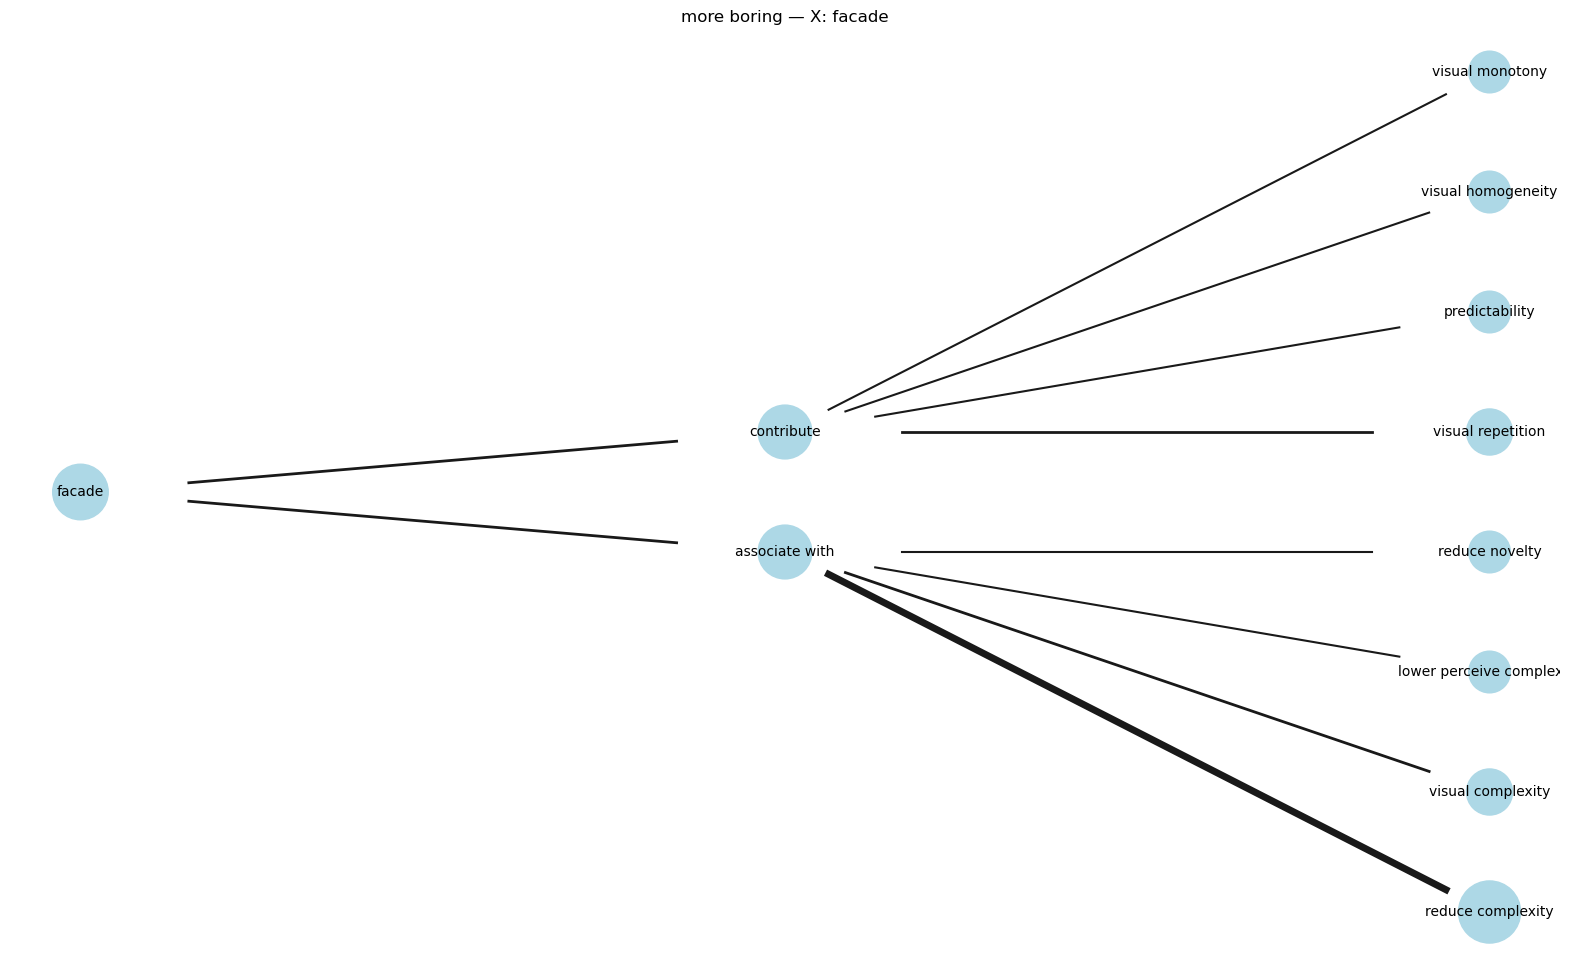 more boring — X: facade
visual monotony
visual homogeneity
predictability
contribute
visual repetition
facade
associate with
reduce novelty
lower perceive complex
visual complexity
reduce complexity